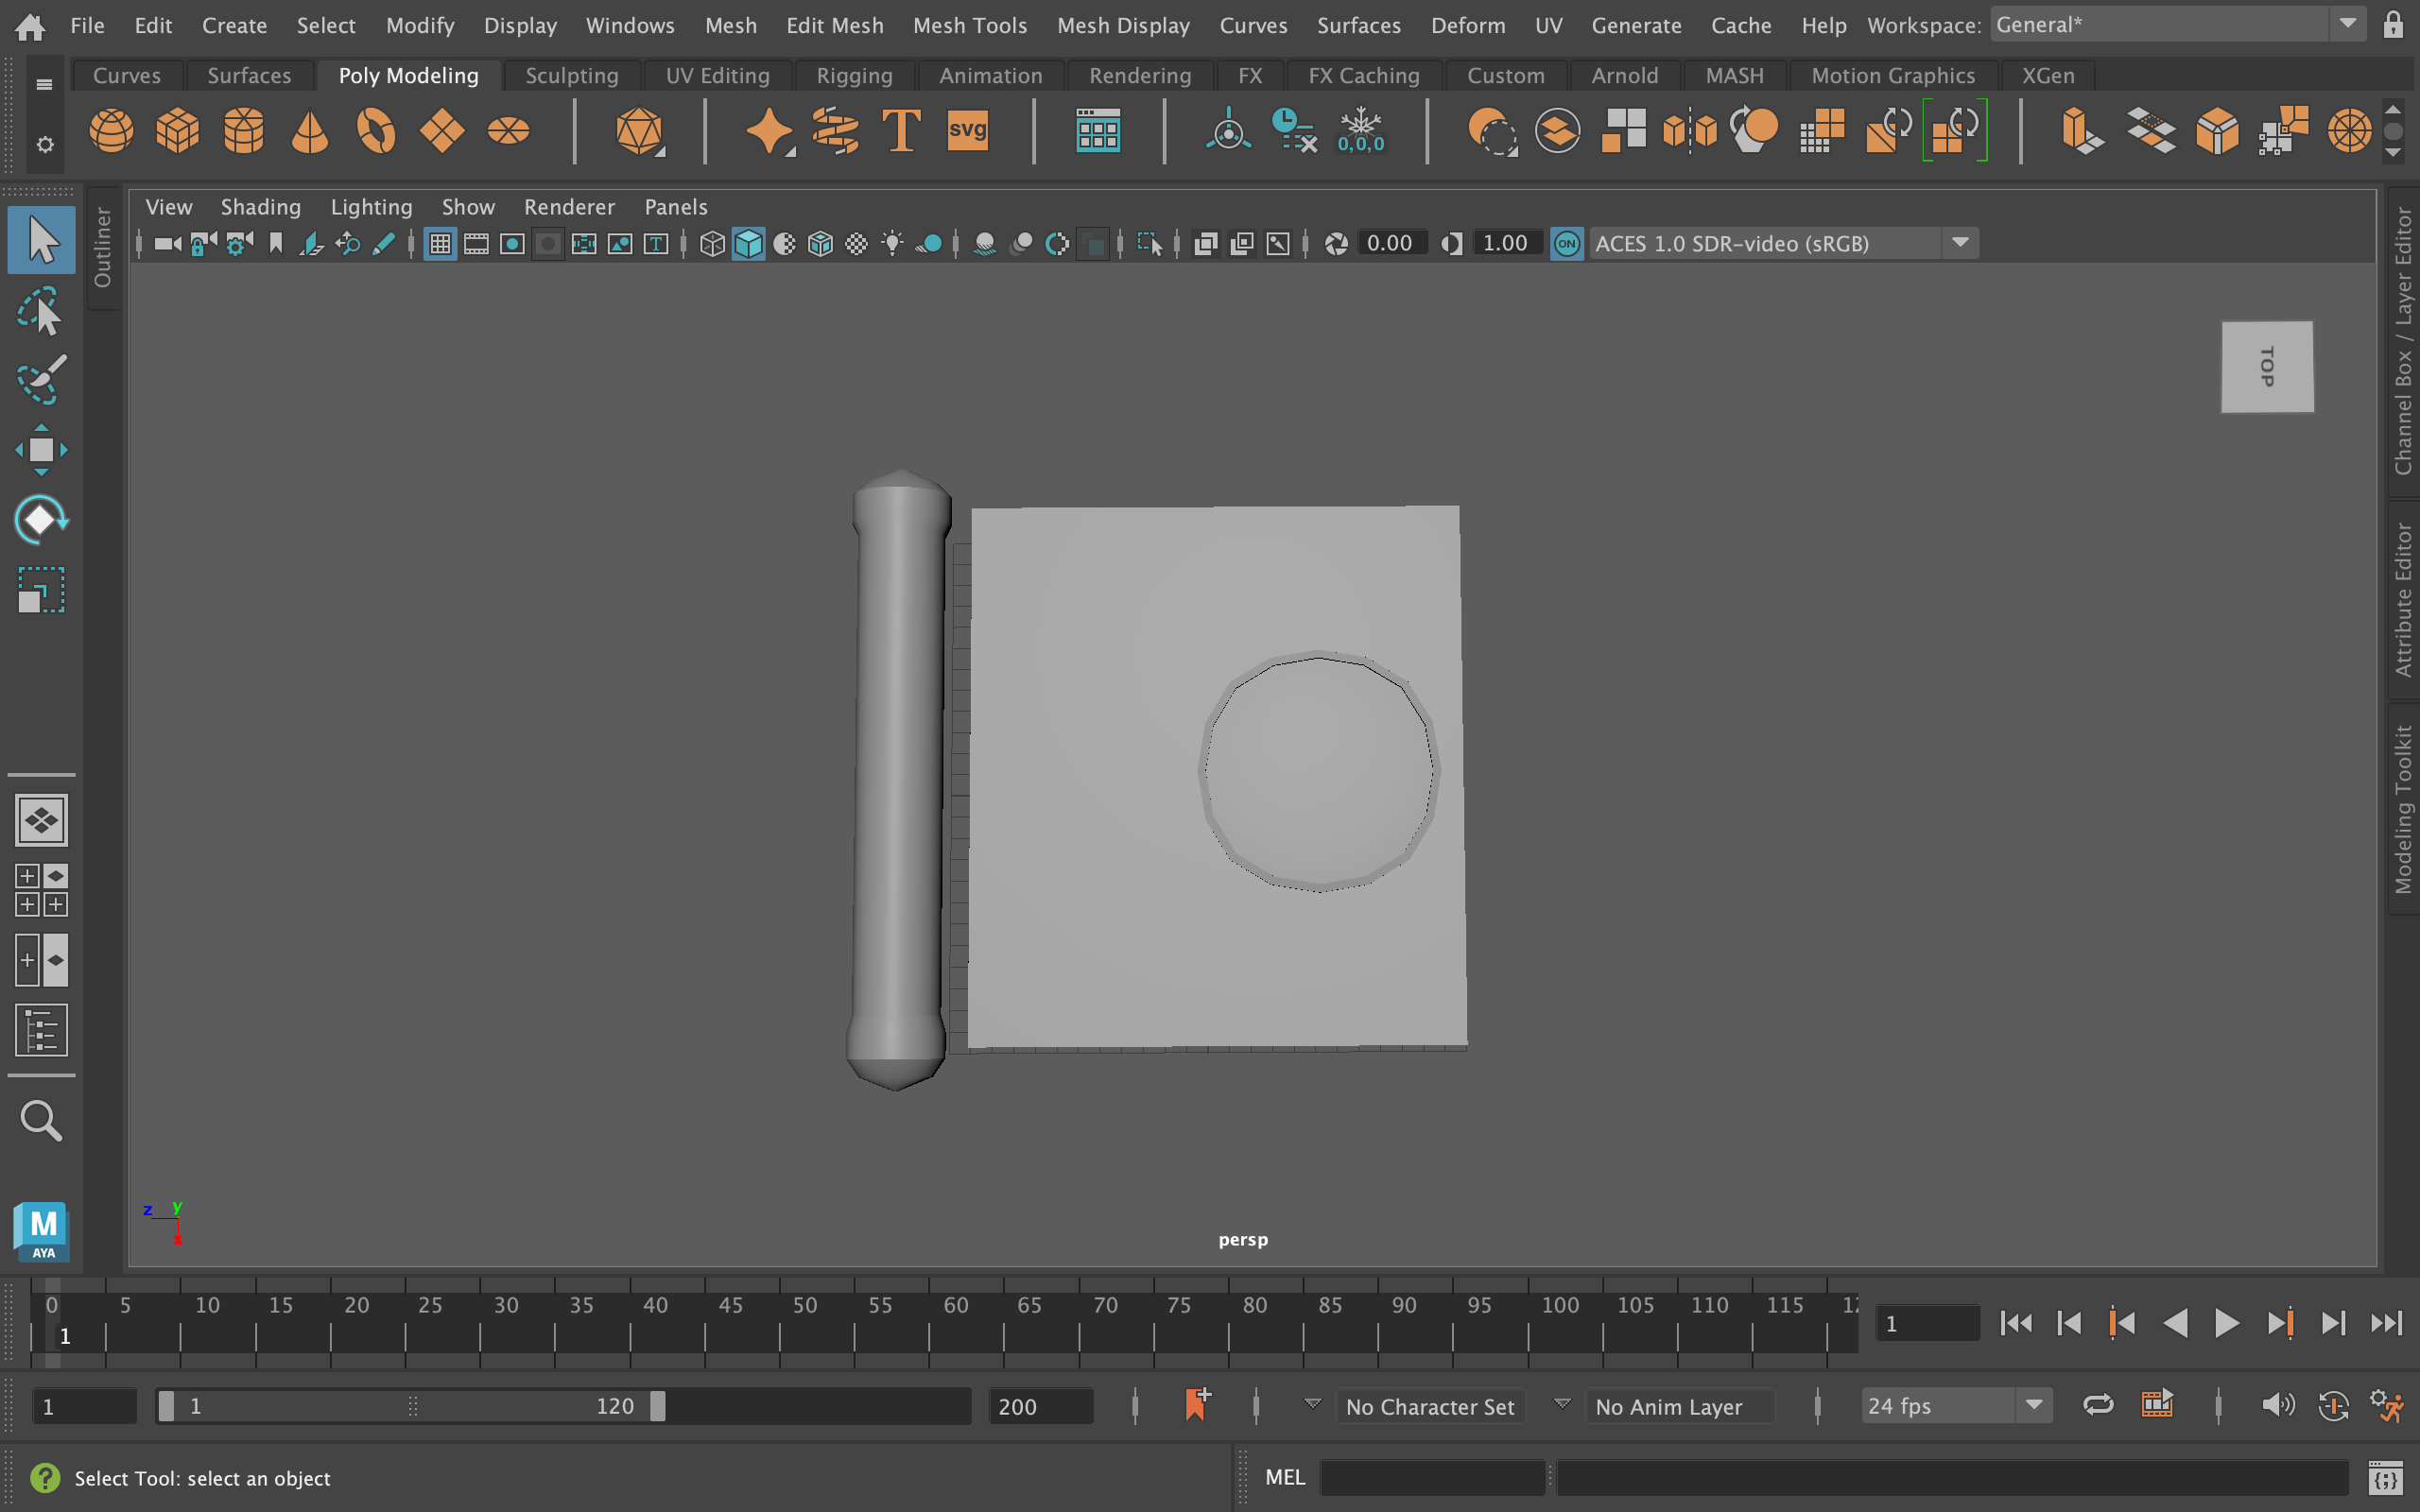 File Edit Create Select Modify Display Windows Mesh Edit Mesh Mesh Tools Mesh Display Curves Surfaces Deform UV Generate Cache Help Workspace: General*
Curves Surfaces Poly Modeling Sculpting UV Editing Rigging Animation Rendering FX FX Caching Custom Arnold MASH Motion Graphics XGen
T svg 0,0,0
View Shading Lighting Show Renderer Panels
T 0.00 1.00 ON ACES 1.0 SDR-video (sRGB)
Outliner
TOP
Channel Box / Layer Editor
Attribute Editor
Modeling Toolkit
z y
x
persp
M
AYA
0 5 10 15 20 25 30 35 40 45 50 55 60 65 70 75 80 85 90 95 100 105 110 115
1
1
1 1 120 200 No Character Set No Anim Layer 24 fps
? Select Tool: select an object MEL {;}